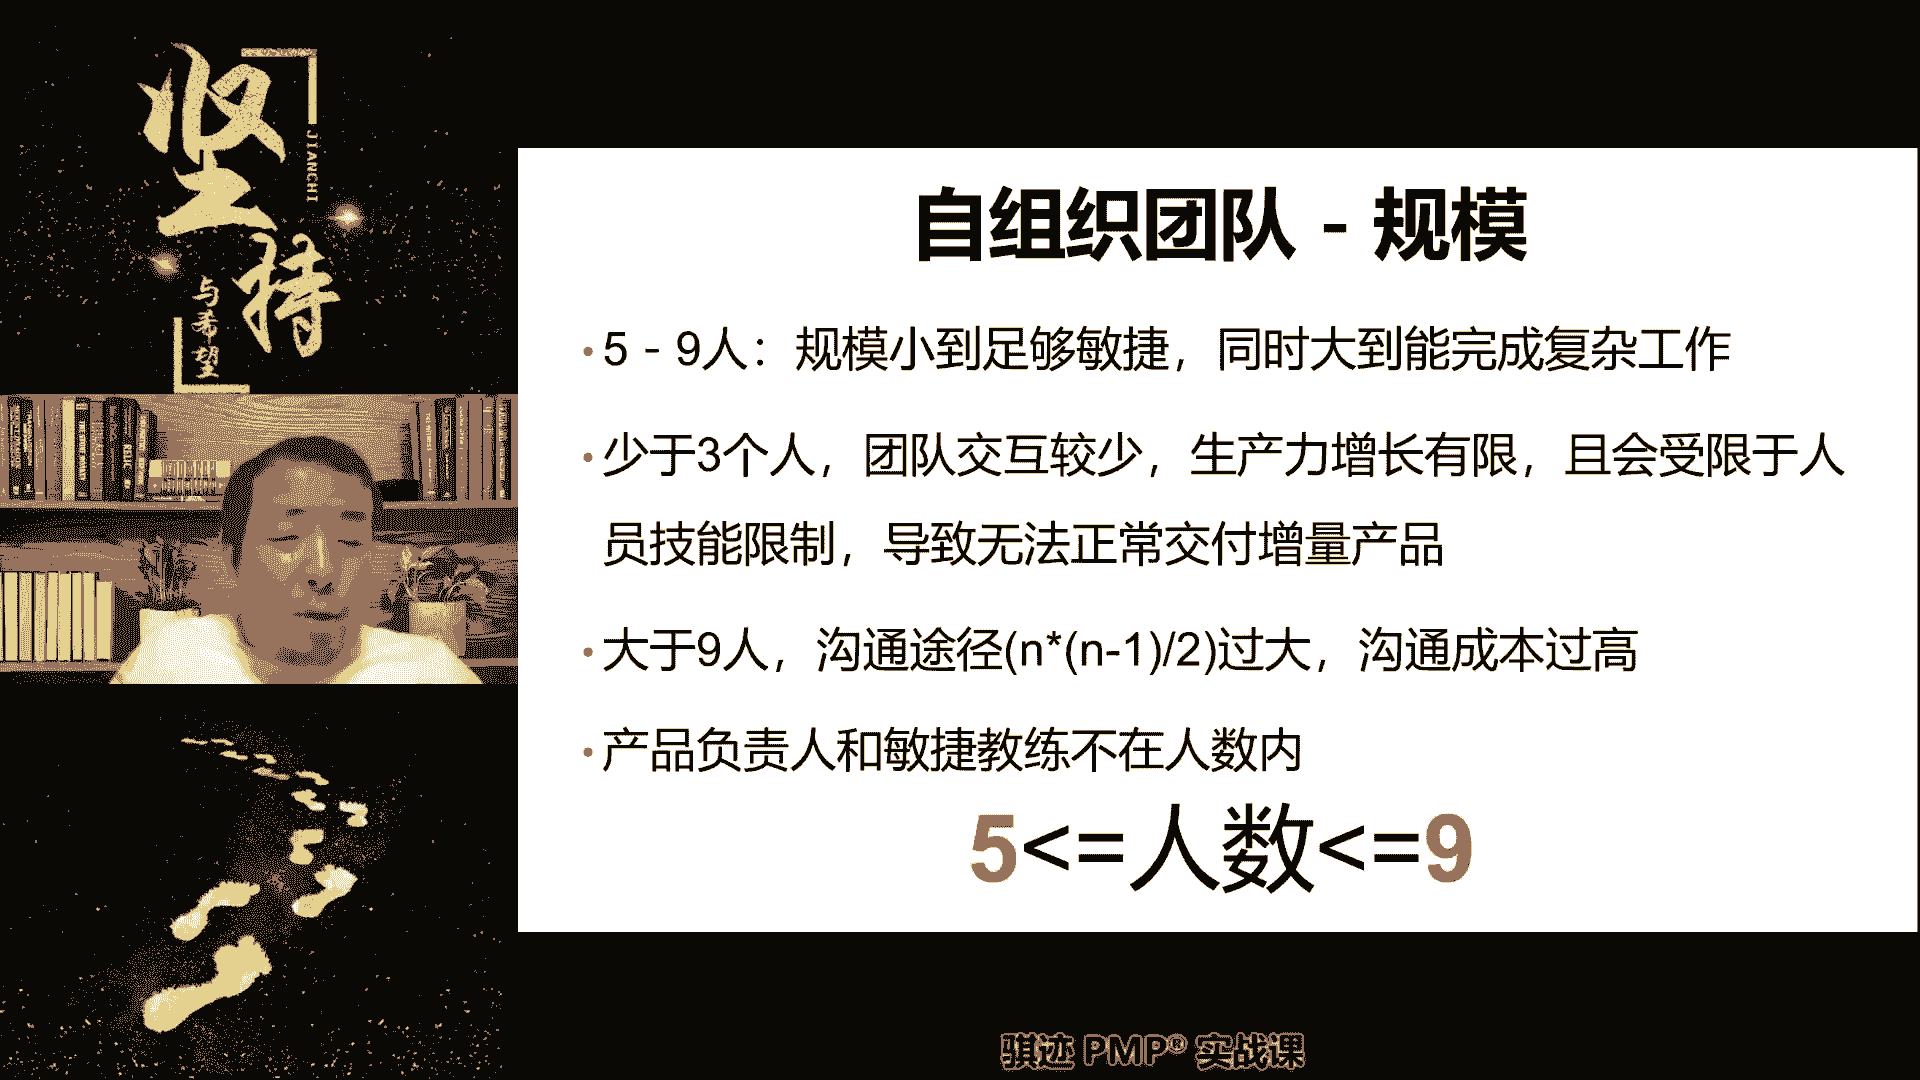 坚持
JIANCHI
与希望
自组织团队 - 规模
• 5 - 9人：规模小到足够敏捷，同时大到能完成复杂工作
• 少于3个人，团队交互较少，生产力增长有限，且会受限于人
员技能限制，导致无法正常交付增量产品
• 大于9人，沟通途径(n*(n-1)/2)过大，沟通成本过高
• 产品负责人和敏捷教练不在人数内
5<=人数<=9
骐迹 PMP® 实战课